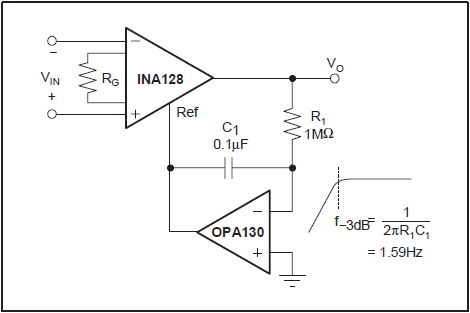 −
V_IN
+
R_G
−
INA128
+
Ref
V_O
R_1
1MΩ
C_1
0.1µF
−
OPA130
+
f_−3dB = 1 / 2πR_1C_1
= 1.59Hz